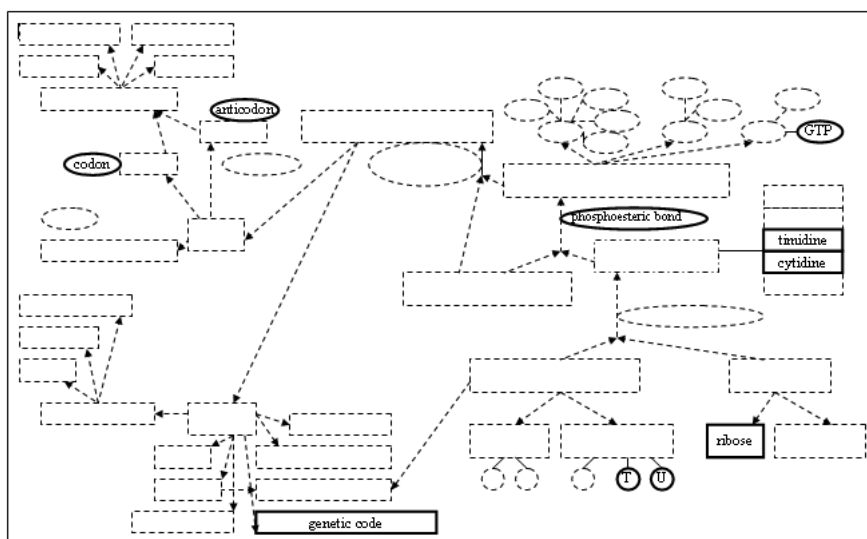 anticodon
GTP
codon
phosphoesteric bond
timidine
cytidine
ribose
T
U
genetic code